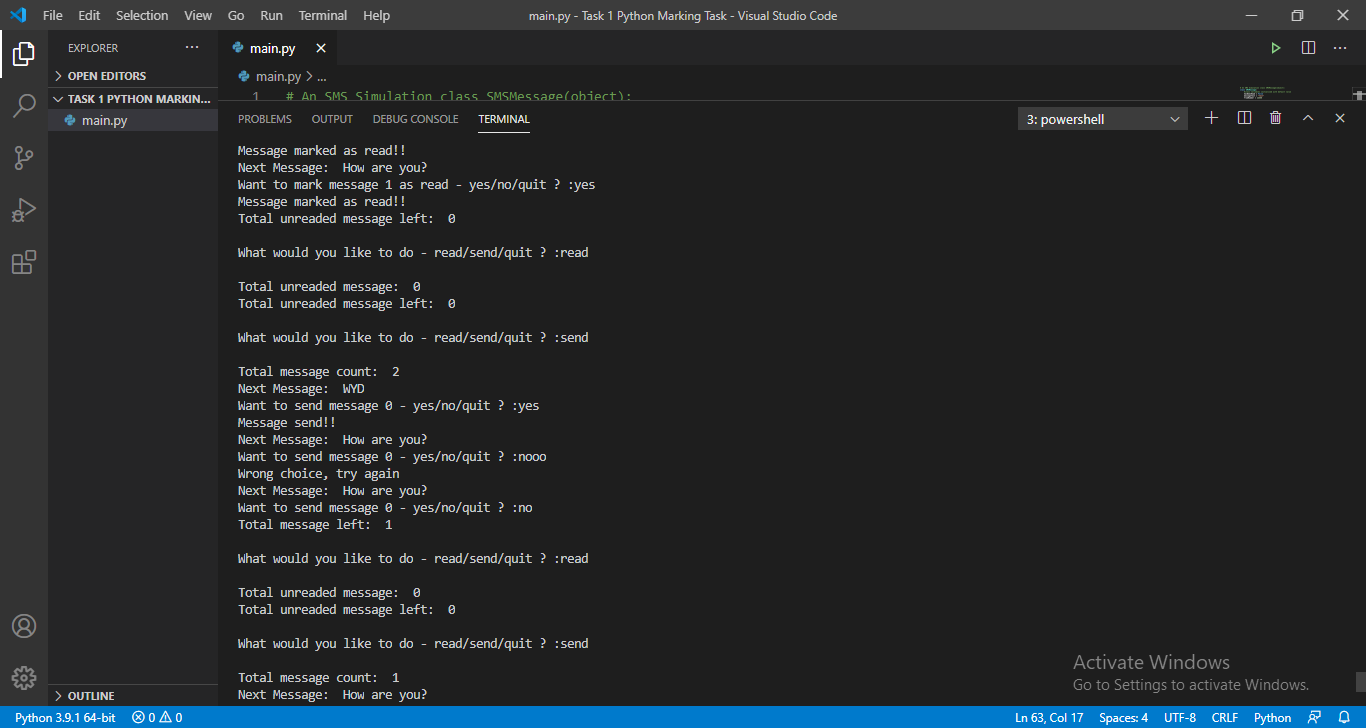 File Edit Selection View Go Run Terminal Help
main.py - Task 1 Python Marking Task - Visual Studio Code
EXPLORER
OPEN EDITORS
TASK 1 PYTHON MARKIN...
main.py
OUTLINE
main.py
main.py > ...
1 # An SMS Simulation class SMSMessage(object):
PROBLEMS OUTPUT DEBUG CONSOLE TERMINAL
3: powershell
Message marked as read!!
Next Message:  How are you?
Want to mark message 1 as read - yes/no/quit ? :yes
Message marked as read!!
Total unreaded message left:  0
What would you like to do - read/send/quit ? :read
Total unreaded message:  0
Total unreaded message left:  0
What would you like to do - read/send/quit ? :send
Total message count:  2
Next Message:  WYD
Want to send message 0 - yes/no/quit ? :yes
Message send!!
Next Message:  How are you?
Want to send message 0 - yes/no/quit ? :nooo
Wrong choice, try again
Next Message:  How are you?
Want to send message 0 - yes/no/quit ? :no
Total message left:  1
What would you like to do - read/send/quit ? :read
Total unreaded message:  0
Total unreaded message left:  0
What would you like to do - read/send/quit ? :send
Total message count:  1
Next Message:  How are you?
Activate Windows
Go to Settings to activate Windows.
Python 3.9.1 64-bit 0 0 Ln 63, Col 17 Spaces: 4 UTF-8 CRLF Python